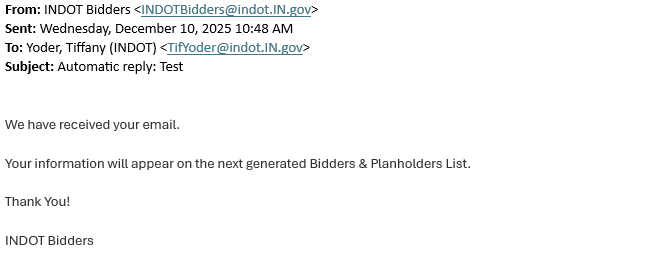 From: INDOT Bidders <INDOTBidders@indot.IN.gov>
Sent: Wednesday, December 10, 2025 10:48 AM
To: Yoder, Tiffany (INDOT) <TifYoder@indot.IN.gov>
Subject: Automatic reply: Test
We have received your email.
Your information will appear on the next generated Bidders & Planholders List.
Thank You!
INDOT Bidders